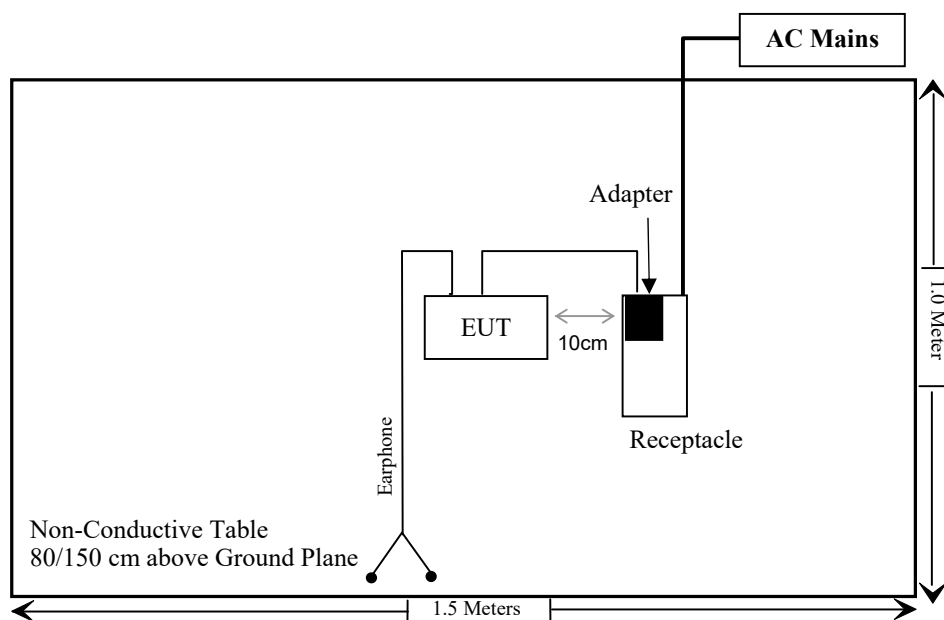 AC Mains
Adapter
EUT
10cm
1.0 Meter
Receptacle
Earphone
Non-Conductive Table
80/150 cm above Ground Plane
1.5 Meters